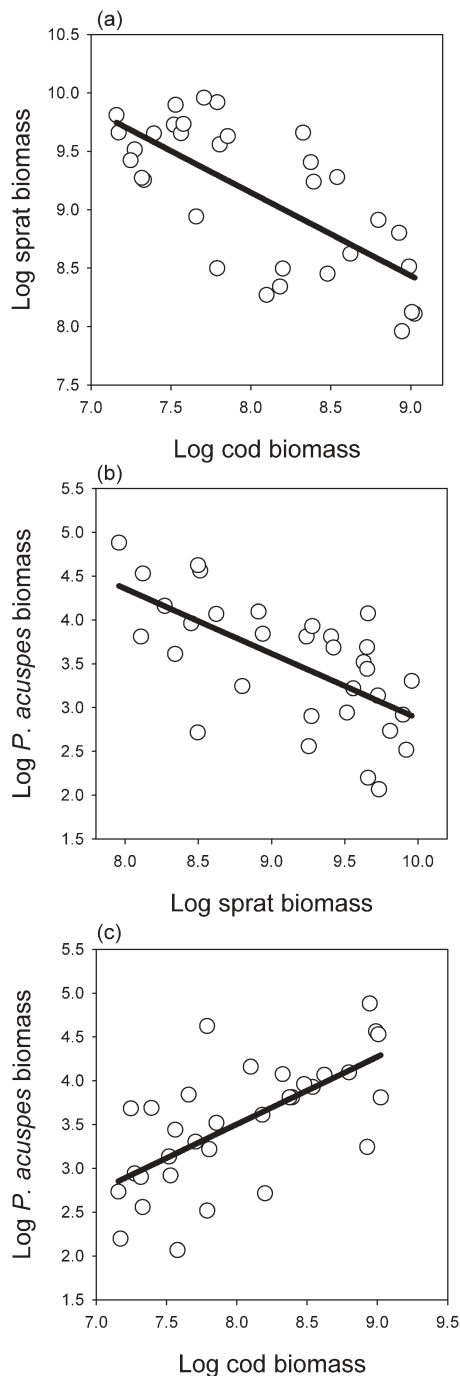 (a)
10.5
10.0
9.5
9.0
8.5
8.0
7.5
Log sprat biomass
7.0 7.5 8.0 8.5 9.0
Log cod biomass
(b)
5.5
5.0
4.5
4.0
3.5
3.0
2.5
2.0
1.5
Log P. acuspes biomass
8.0 8.5 9.0 9.5 10.0
Log sprat biomass
(c)
5.5
5.0
4.5
4.0
3.5
3.0
2.5
2.0
1.5
Log P. acuspes biomass
7.0 7.5 8.0 8.5 9.0 9.5
Log cod biomass